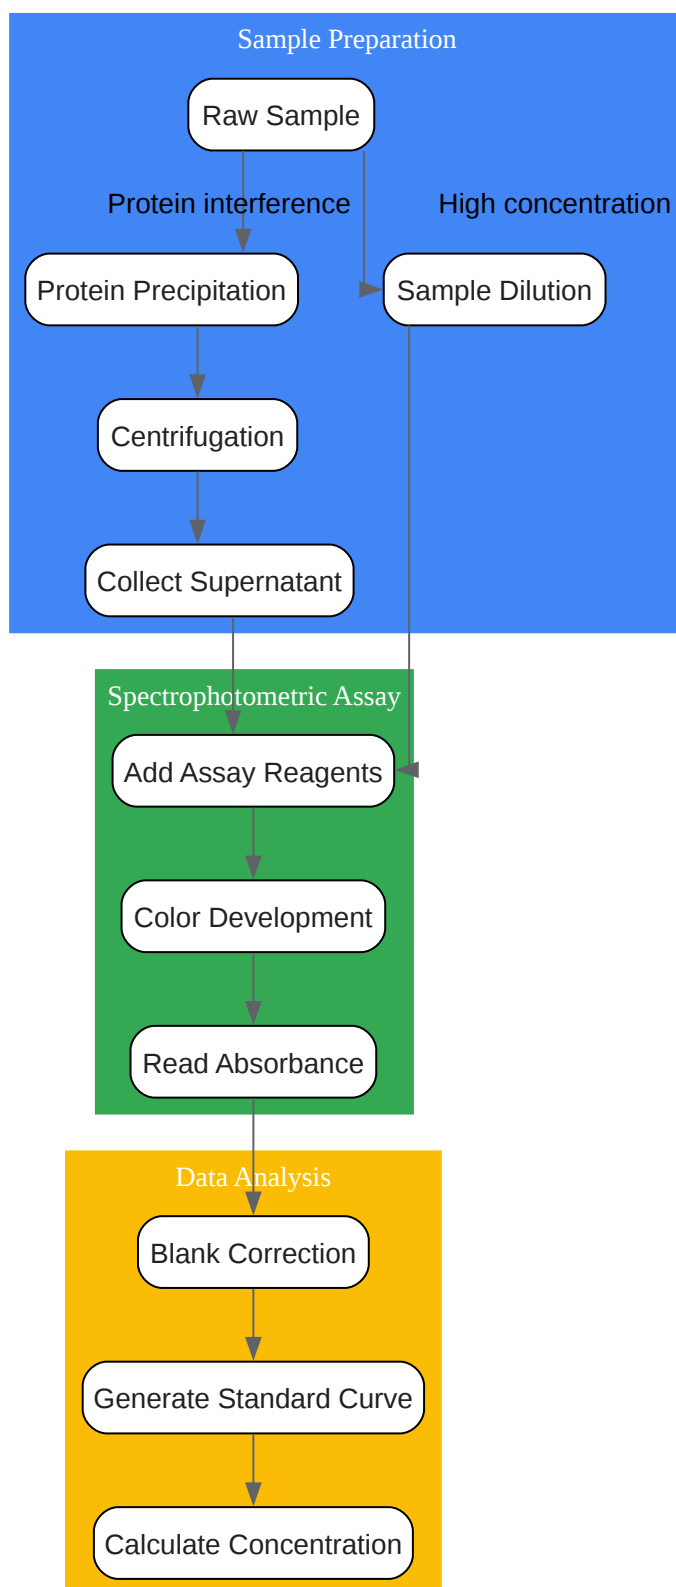 Sample Preparation
Raw Sample
Protein interference
High concentration
Protein Precipitation
Sample Dilution
Centrifugation
Collect Supernatant
Spectrophotometric Assay
Add Assay Reagents
Color Development
Read Absorbance
Data Analysis
Blank Correction
Generate Standard Curve
Calculate Concentration